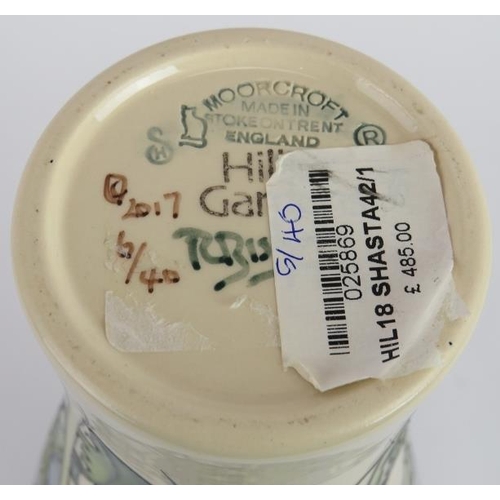 MOORCROFT
MADE IN
STOKE ON TRENT
ENGLAND
®
Hill
Gar
© 2017
6/40
5/40
025869
HIL18 SHASTA42/1
£ 485.00